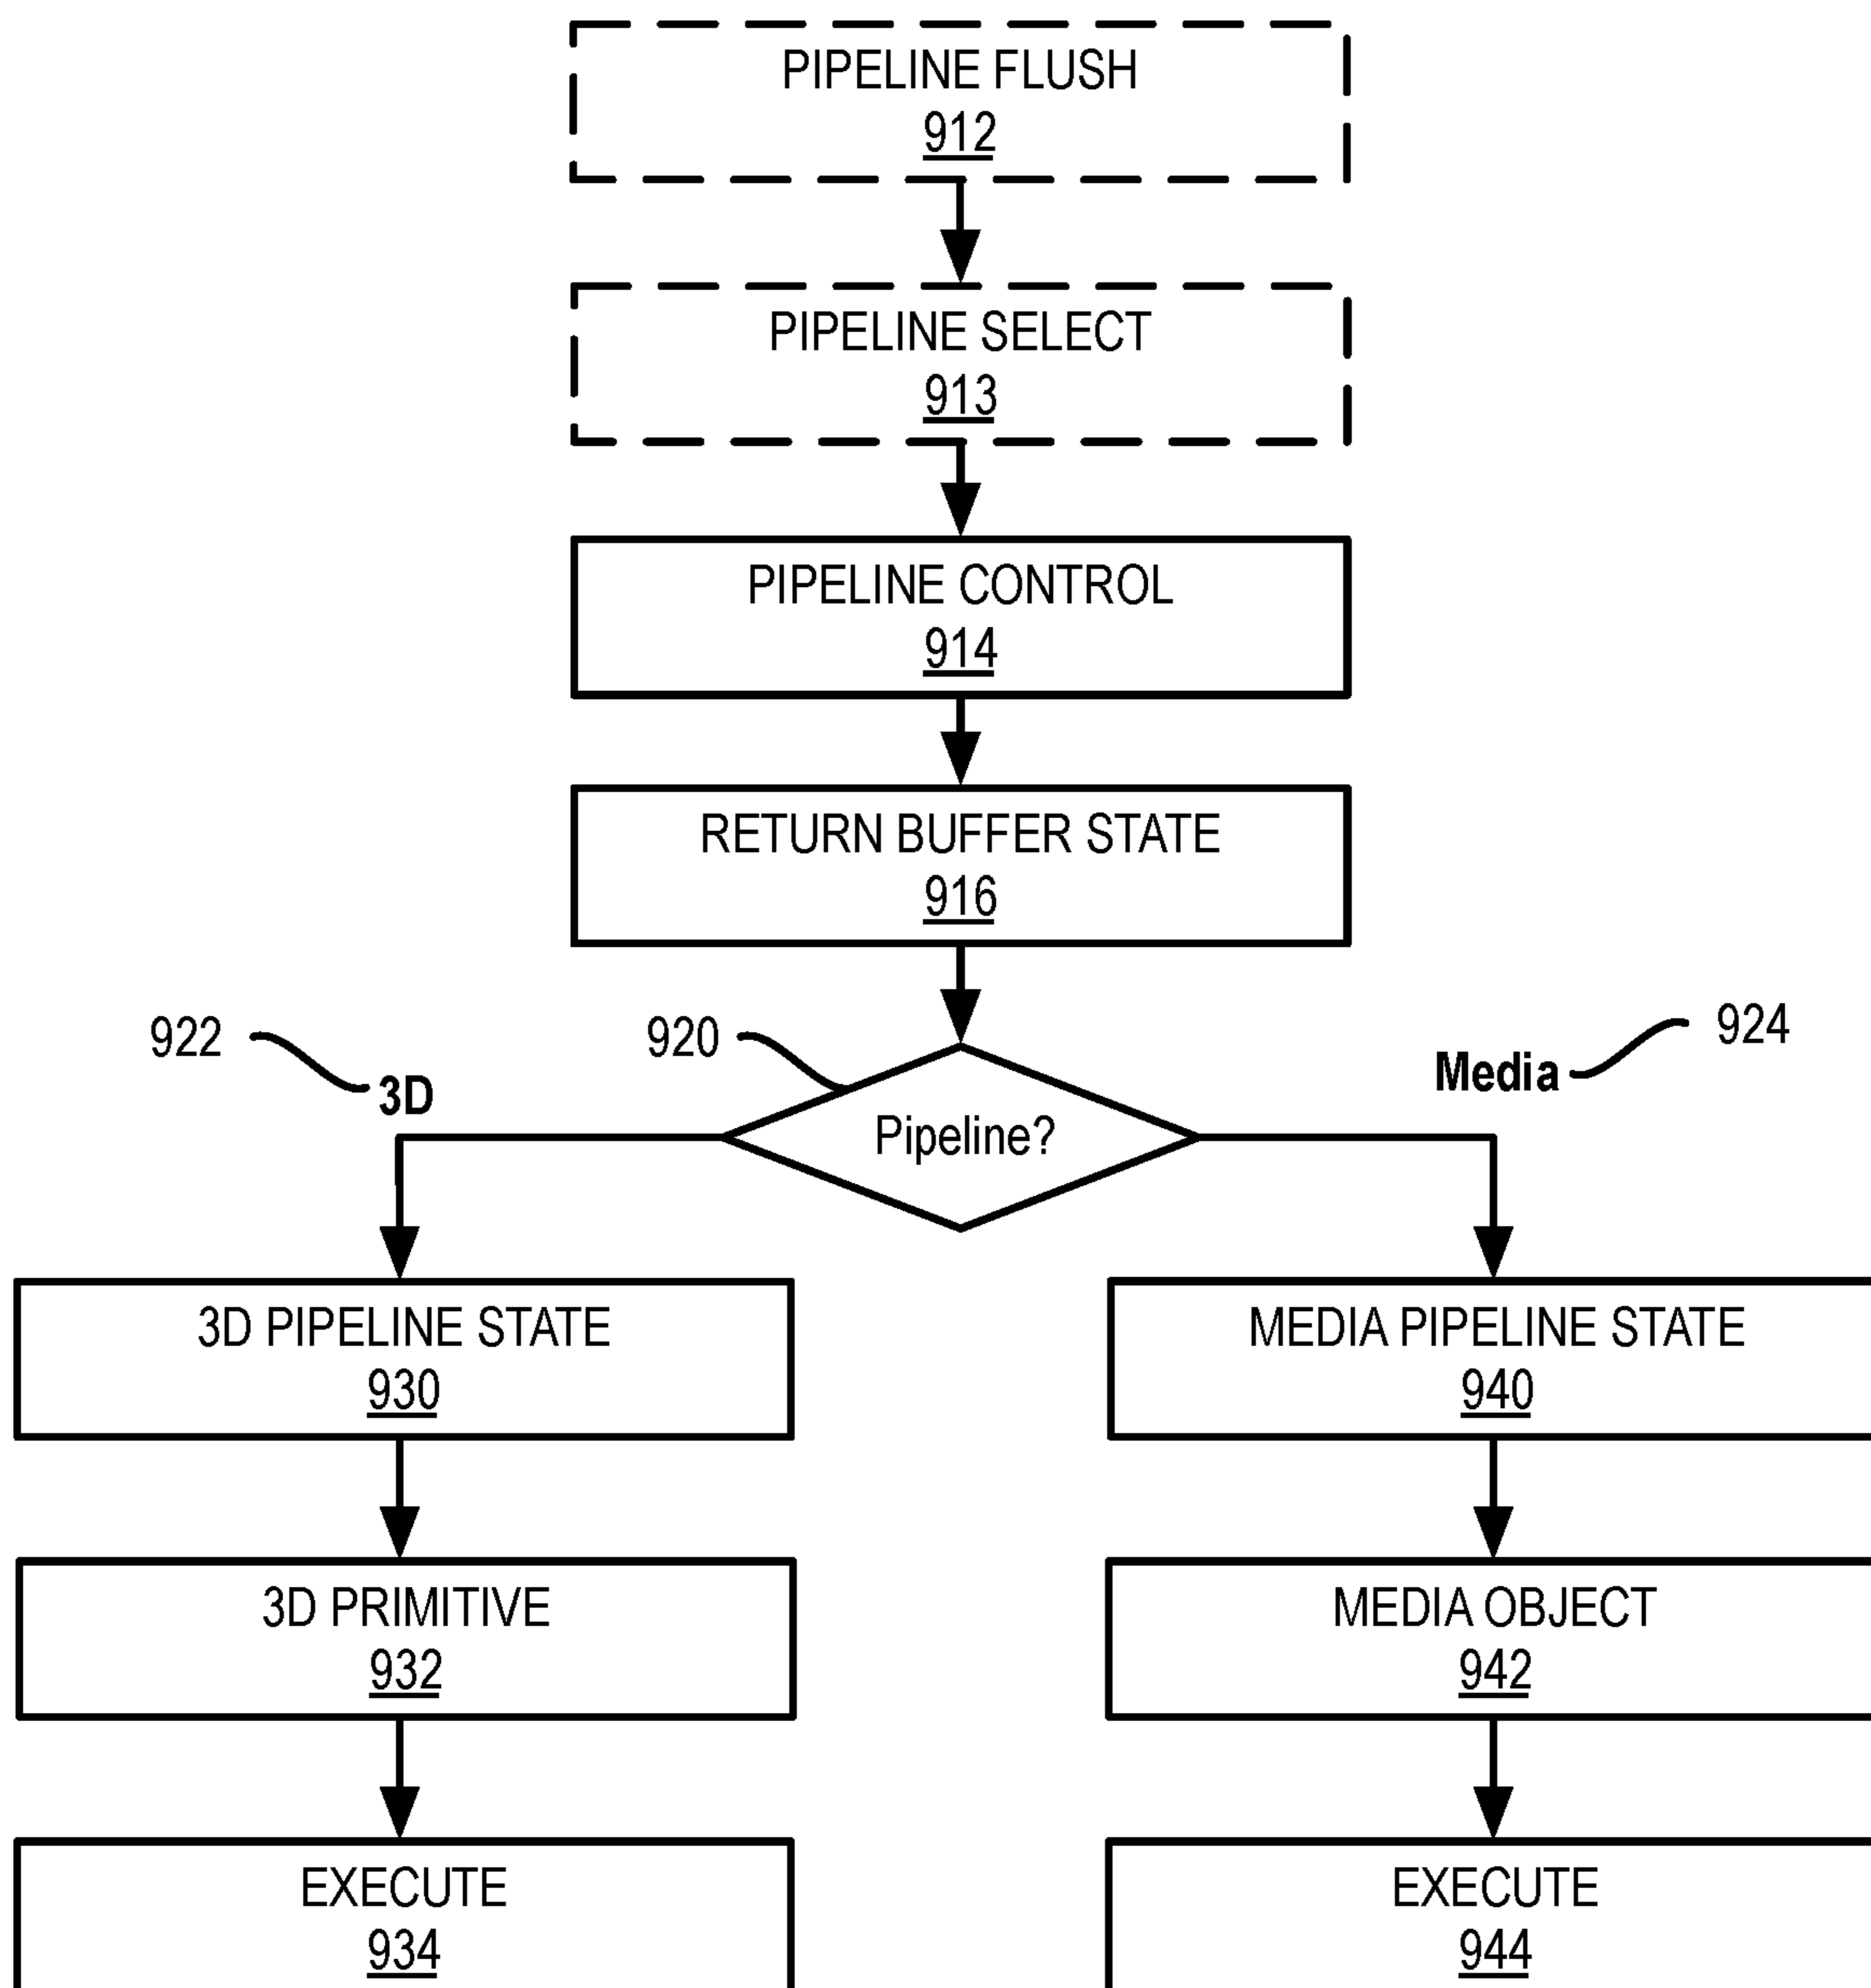 PIPELINE FLUSH
912
PIPELINE SELECT
913
PIPELINE CONTROL
914
RETURN BUFFER STATE
916
922
920
924
3D
Media
Pipeline?
3D PIPELINE STATE
930
MEDIA PIPELINE STATE
940
3D PRIMITIVE
932
MEDIA OBJECT
942
EXECUTE
934
EXECUTE
944